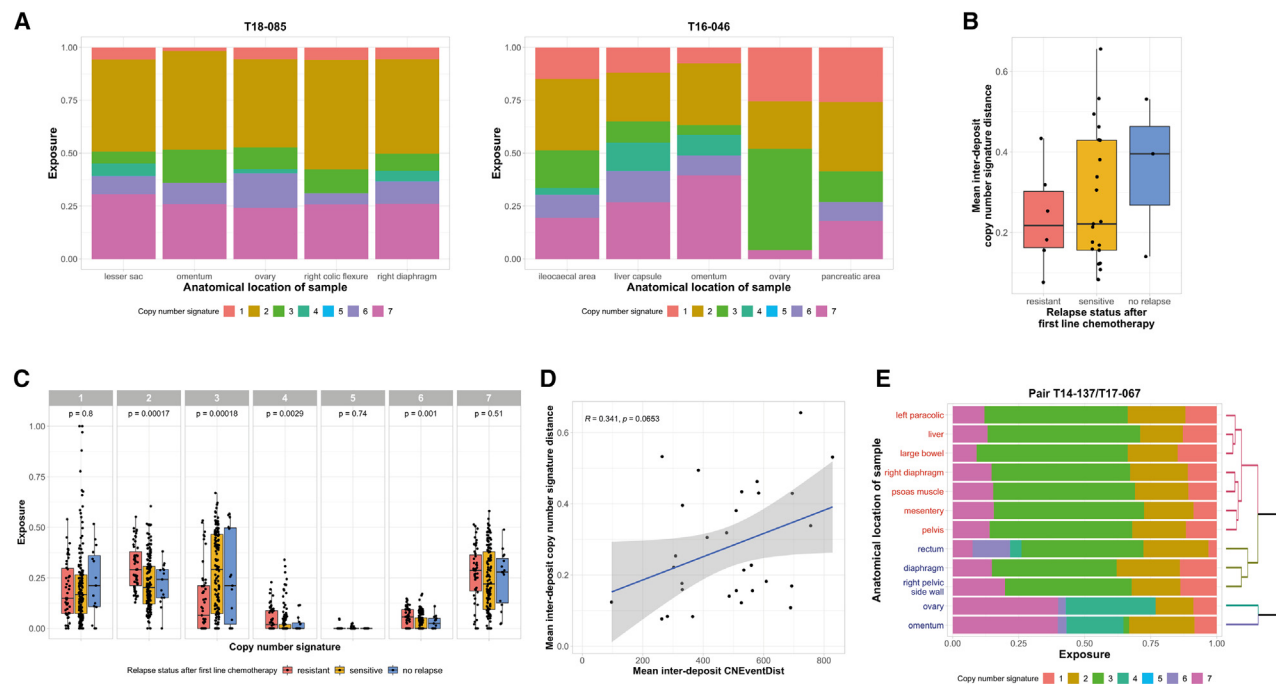 A
T18-085
T16-046
Exposure
1.00
0.75
0.50
0.25
0.00
lesser sac
omentum
ovary
right colic flexure
right diaphragm
Anatomical location of sample
Copy number signature 1 2 3 4 5 6 7
Exposure
1.00
0.75
0.50
0.25
0.00
ileocaecal area
liver capsule
omentum
ovary
pancreatic area
Anatomical location of sample
Copy number signature 1 2 3 4 5 6 7
B
Mean inter-deposit
copy number signature distance
0.6
0.4
0.2
resistant
sensitive
no relapse
Relapse status after
first line chemotherapy
C
1 2 3 4 5 6 7
p = 0.8 p = 0.00017 p = 0.00018 p = 0.0029 p = 0.74 p = 0.001 p = 0.51
Exposure
1.00
0.75
0.50
0.25
0.00
Copy number signature
Relapse status after first line chemotherapy resistant sensitive no relapse
D
Mean inter-deposit copy number signature distance
R = 0.341, p = 0.0653
0.6
0.4
0.2
0.0
0 200 400 600 800
Mean inter-deposit CNEventDist
E
Pair T14-137/T17-067
Anatomical location of sample
left paracolic
liver
large bowel
right diaphragm
psoas muscle
mesentery
pelvis
rectum
diaphragm
right pelvic
side wall
ovary
omentum
0.00 0.25 0.50 0.75 1.00
Exposure
Copy number signature 1 2 3 4 5 6 7